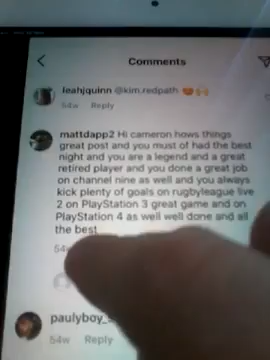 Comments
leahjquinn @kim.redpath 🧡🙌
54w Reply
mattdapp2 Hi cameron hows things
great post and you must of had the best
night and you are a legend and a great
retired player and you done a great job
on channel nine as well and you always
kick plenty of goals on rugbyleague live
2 on PlayStation 3 great game and on
PlayStation 4 as well well done and all
the best
54w
paulyboy_s
54w Reply